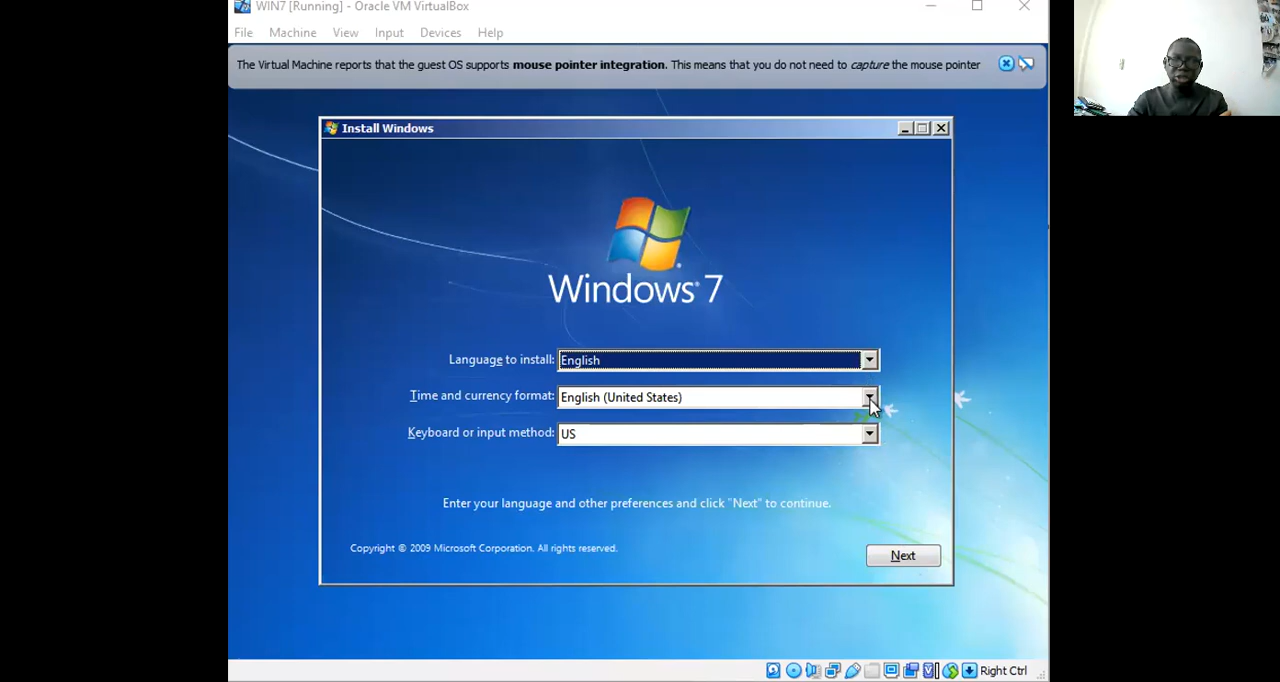 WIN7 [Running] - Oracle VM VirtualBox
File Machine View Input Devices Help
The Virtual Machine reports that the guest OS supports mouse pointer integration. This means that you do not need to capture the mouse pointer
Install Windows
Windows 7
Language to install: English
Time and currency format: English (United States)
Keyboard or input method: US
Enter your language and other preferences and click "Next" to continue.
Copyright © 2009 Microsoft Corporation. All rights reserved.
Next
Right Ctrl